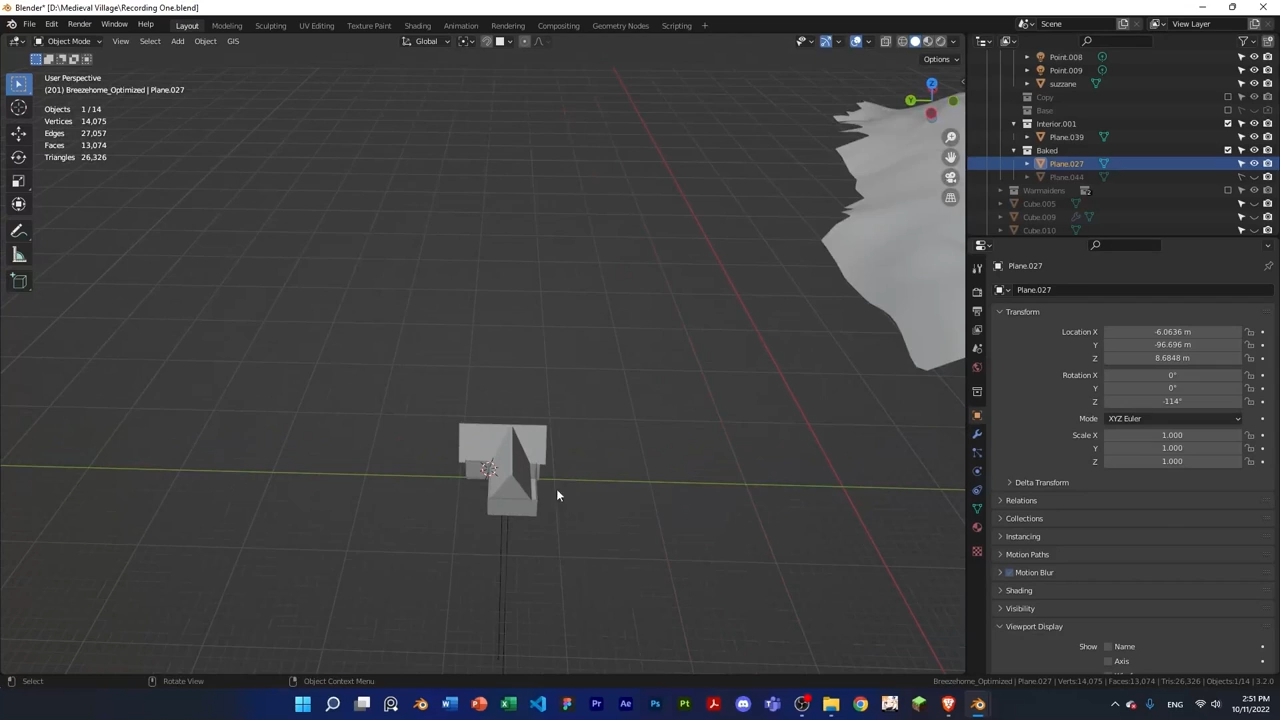 Blender* [D:\Medieval Village\Recording One.blend]
File Edit Render Window Help Layout Modeling Sculpting UV Editing Texture Paint Shading Animation Rendering Compositing Geometry Nodes Scripting + Scene View Layer
Object Mode View Select Add Object GIS Global
Options
User Perspective
(201) Breezehome_Optimized | Plane.027
Objects 1/14
Vertices 14,075
Edges 27,057
Faces 13,074
Triangles 26,326
Z
Y
Point.008
Point.009
suzzane
Copy
Base
Interior.001
Plane.039
Baked
Plane.027
Plane.044
Warmaidens 2
Cube.005
Cube.009
Cube.010
Plane.027
Plane.027
Transform
Location X -6.0636 m
Y -96.696 m
Z 8.6848 m
Rotation X 0°
Y 0°
Z -114°
Mode XYZ Euler
Scale X 1.000
Y 1.000
Z 1.000
Delta Transform
Relations
Collections
Instancing
Motion Paths
Motion Blur
Shading
Visibility
Viewport Display
Show Name
Axis
Select Rotate View Object Context Menu Breezehome_Optimized | Plane.027 | Verts:14,075 | Faces:13,074 | Tris:26,326 | Objects:1/14 | 3.2.0
2:51 PM
10/11/2022